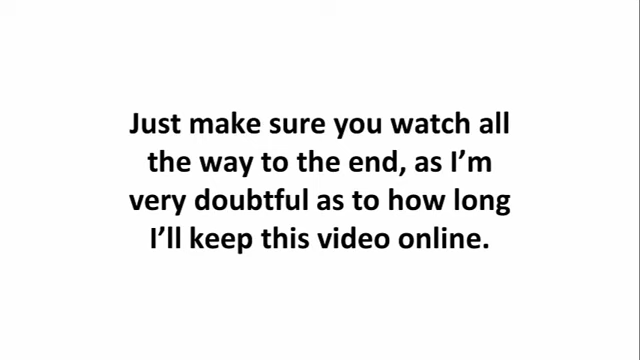 Just make sure you watch all
the way to the end, as I’m
very doubtful as to how long
I’ll keep this video online.